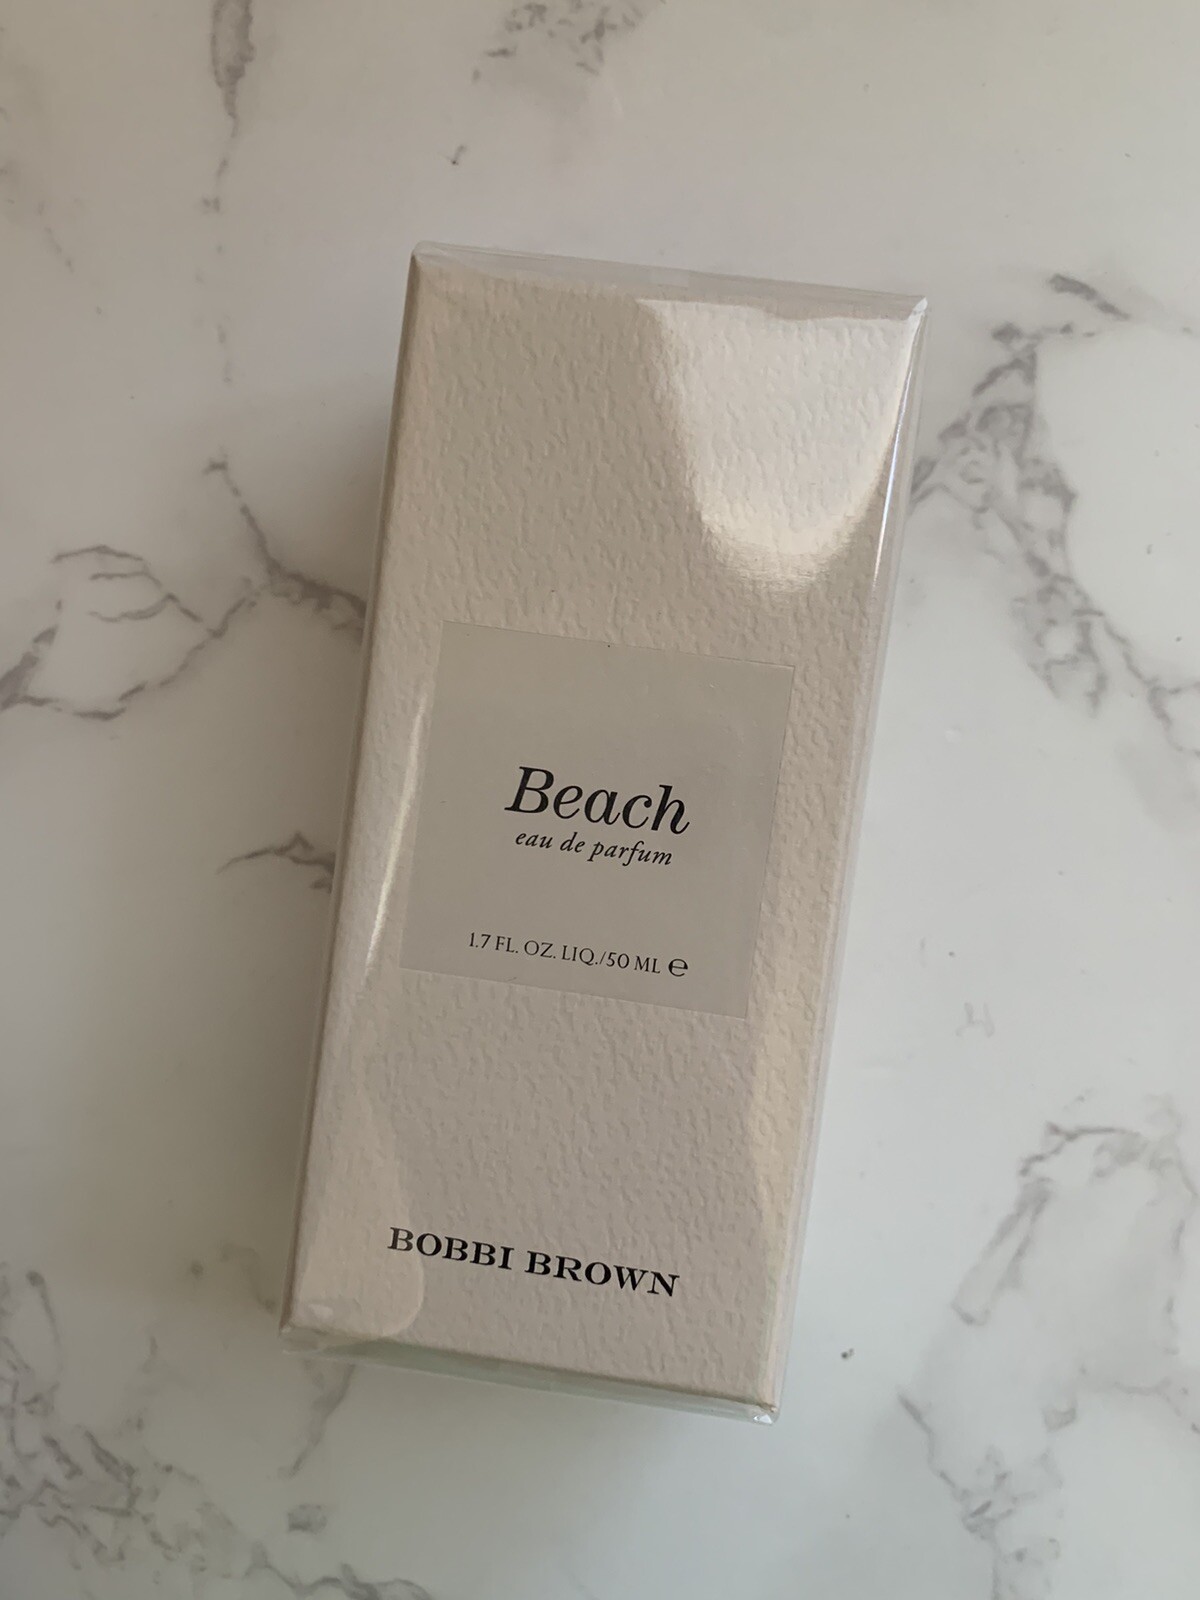 Beach
eau de parfum
1.7 FL. OZ. LIQ./50 ML ℮
BOBBI BROWN